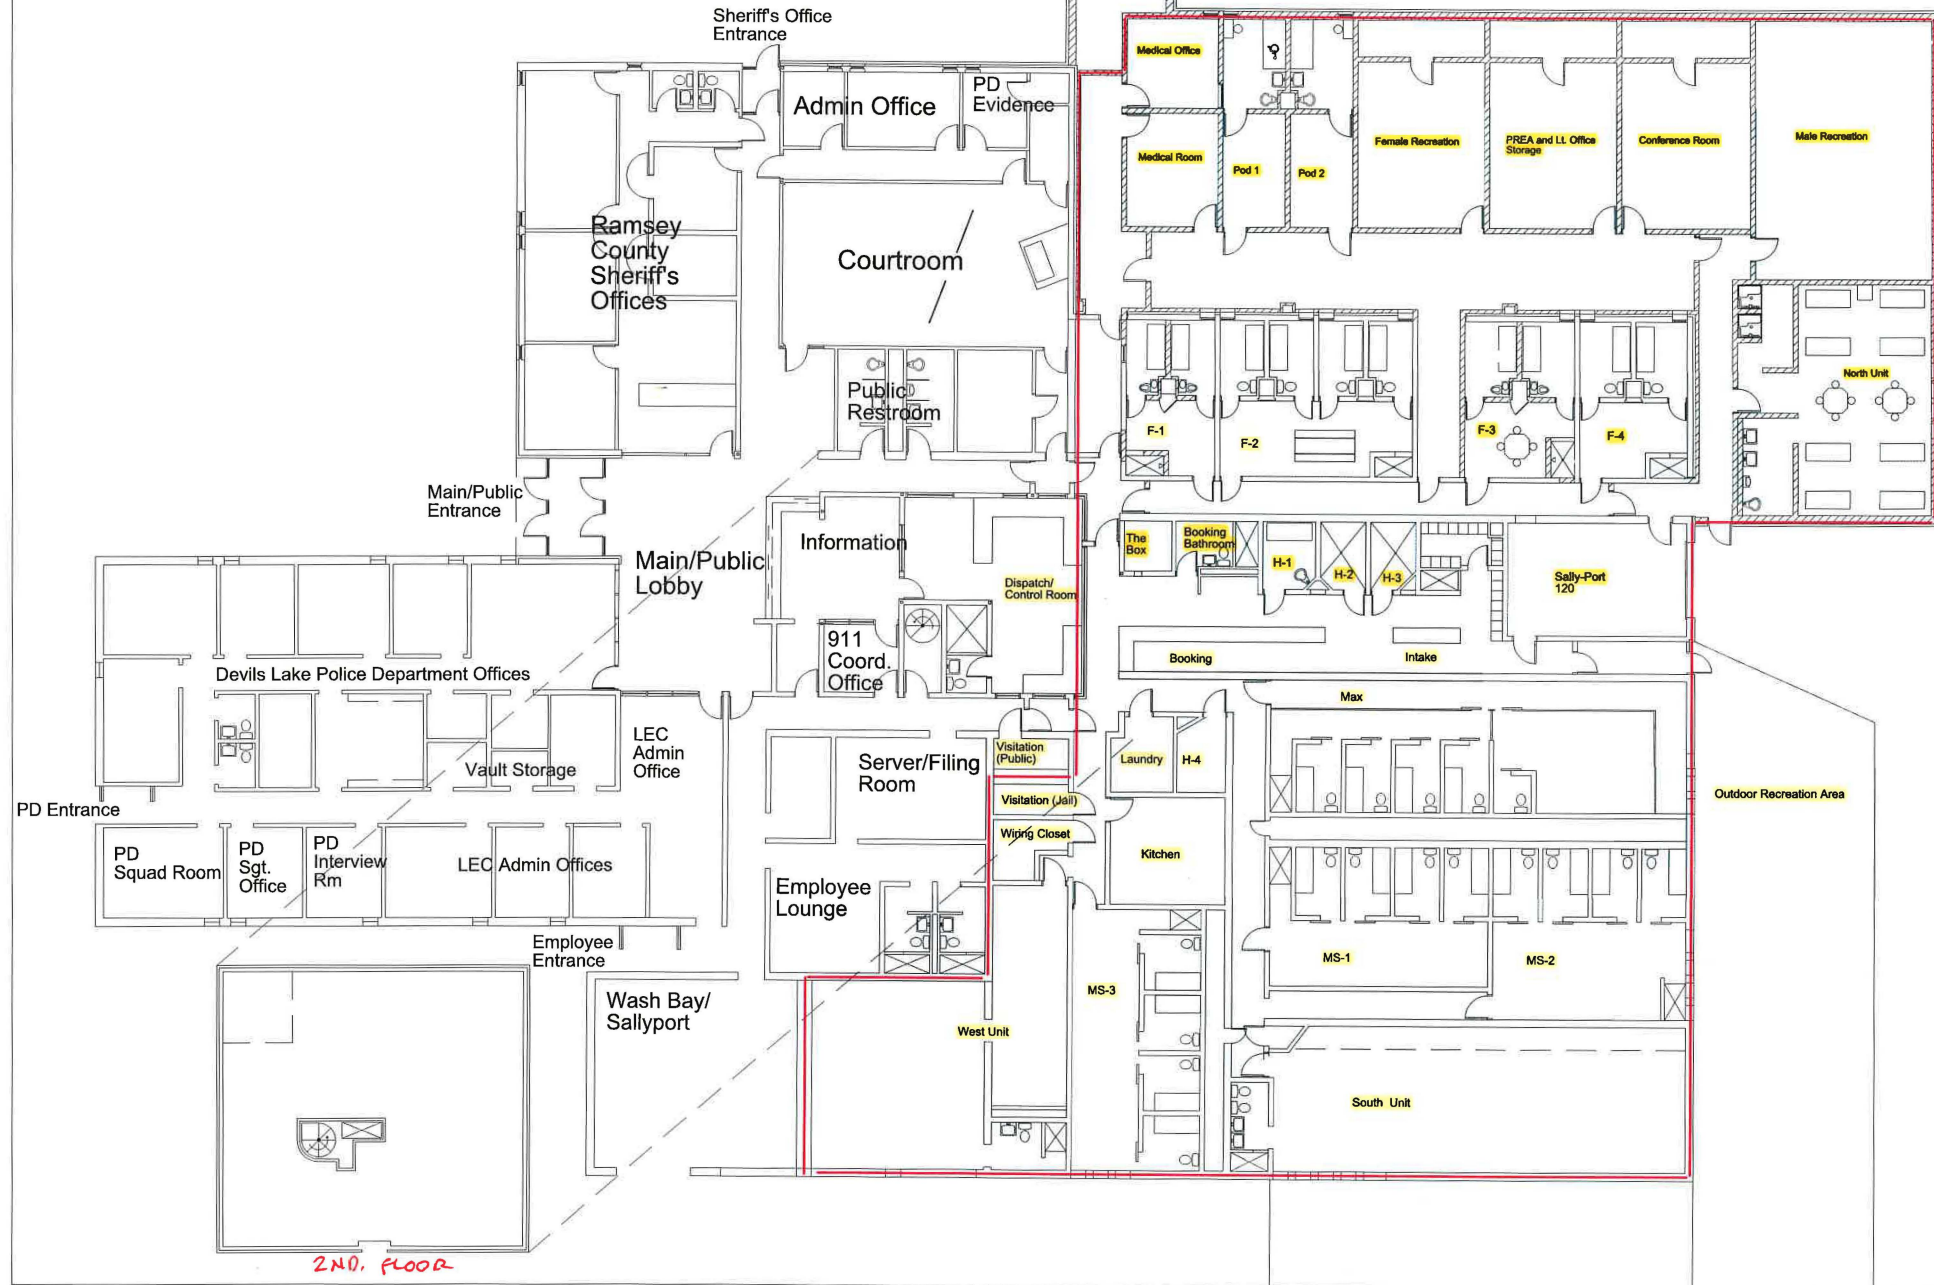 Sheriff's Office
Entrance
Admin Office
PD
Evidence
Medical Office
Medical Room
Pod 1
Pod 2
Female Recreation
PREA and Lt. Office
Storage
Conference Room
Male Recreation
Ramsey
County
Sheriff's
Offices
Courtroom
Public
Restroom
F-1
F-2
F-3
F-4
North Unit
Main/Public
Entrance
Main/Public
Lobby
Information
Dispatch/
Control Room
The
Box
Booking
Bathroom
H-1
H-2
H-3
Sally-Port
120
911
Coord.
Office
Booking
Intake
Devils Lake Police Department Offices
LEC
Admin
Office
Vault Storage
Server/Filing
Room
Visitation
(Public)
Visitation (Jail)
Wiring Closet
Laundry
H-4
Max
Outdoor Recreation Area
PD Entrance
PD
Squad Room
PD
Sgt.
Office
PD
Interview
Rm
LEC Admin Offices
Employee
Lounge
Kitchen
Employee
Entrance
Wash Bay/
Sallyport
West Unit
MS-3
MS-1
MS-2
South Unit
2ND. FLOOR